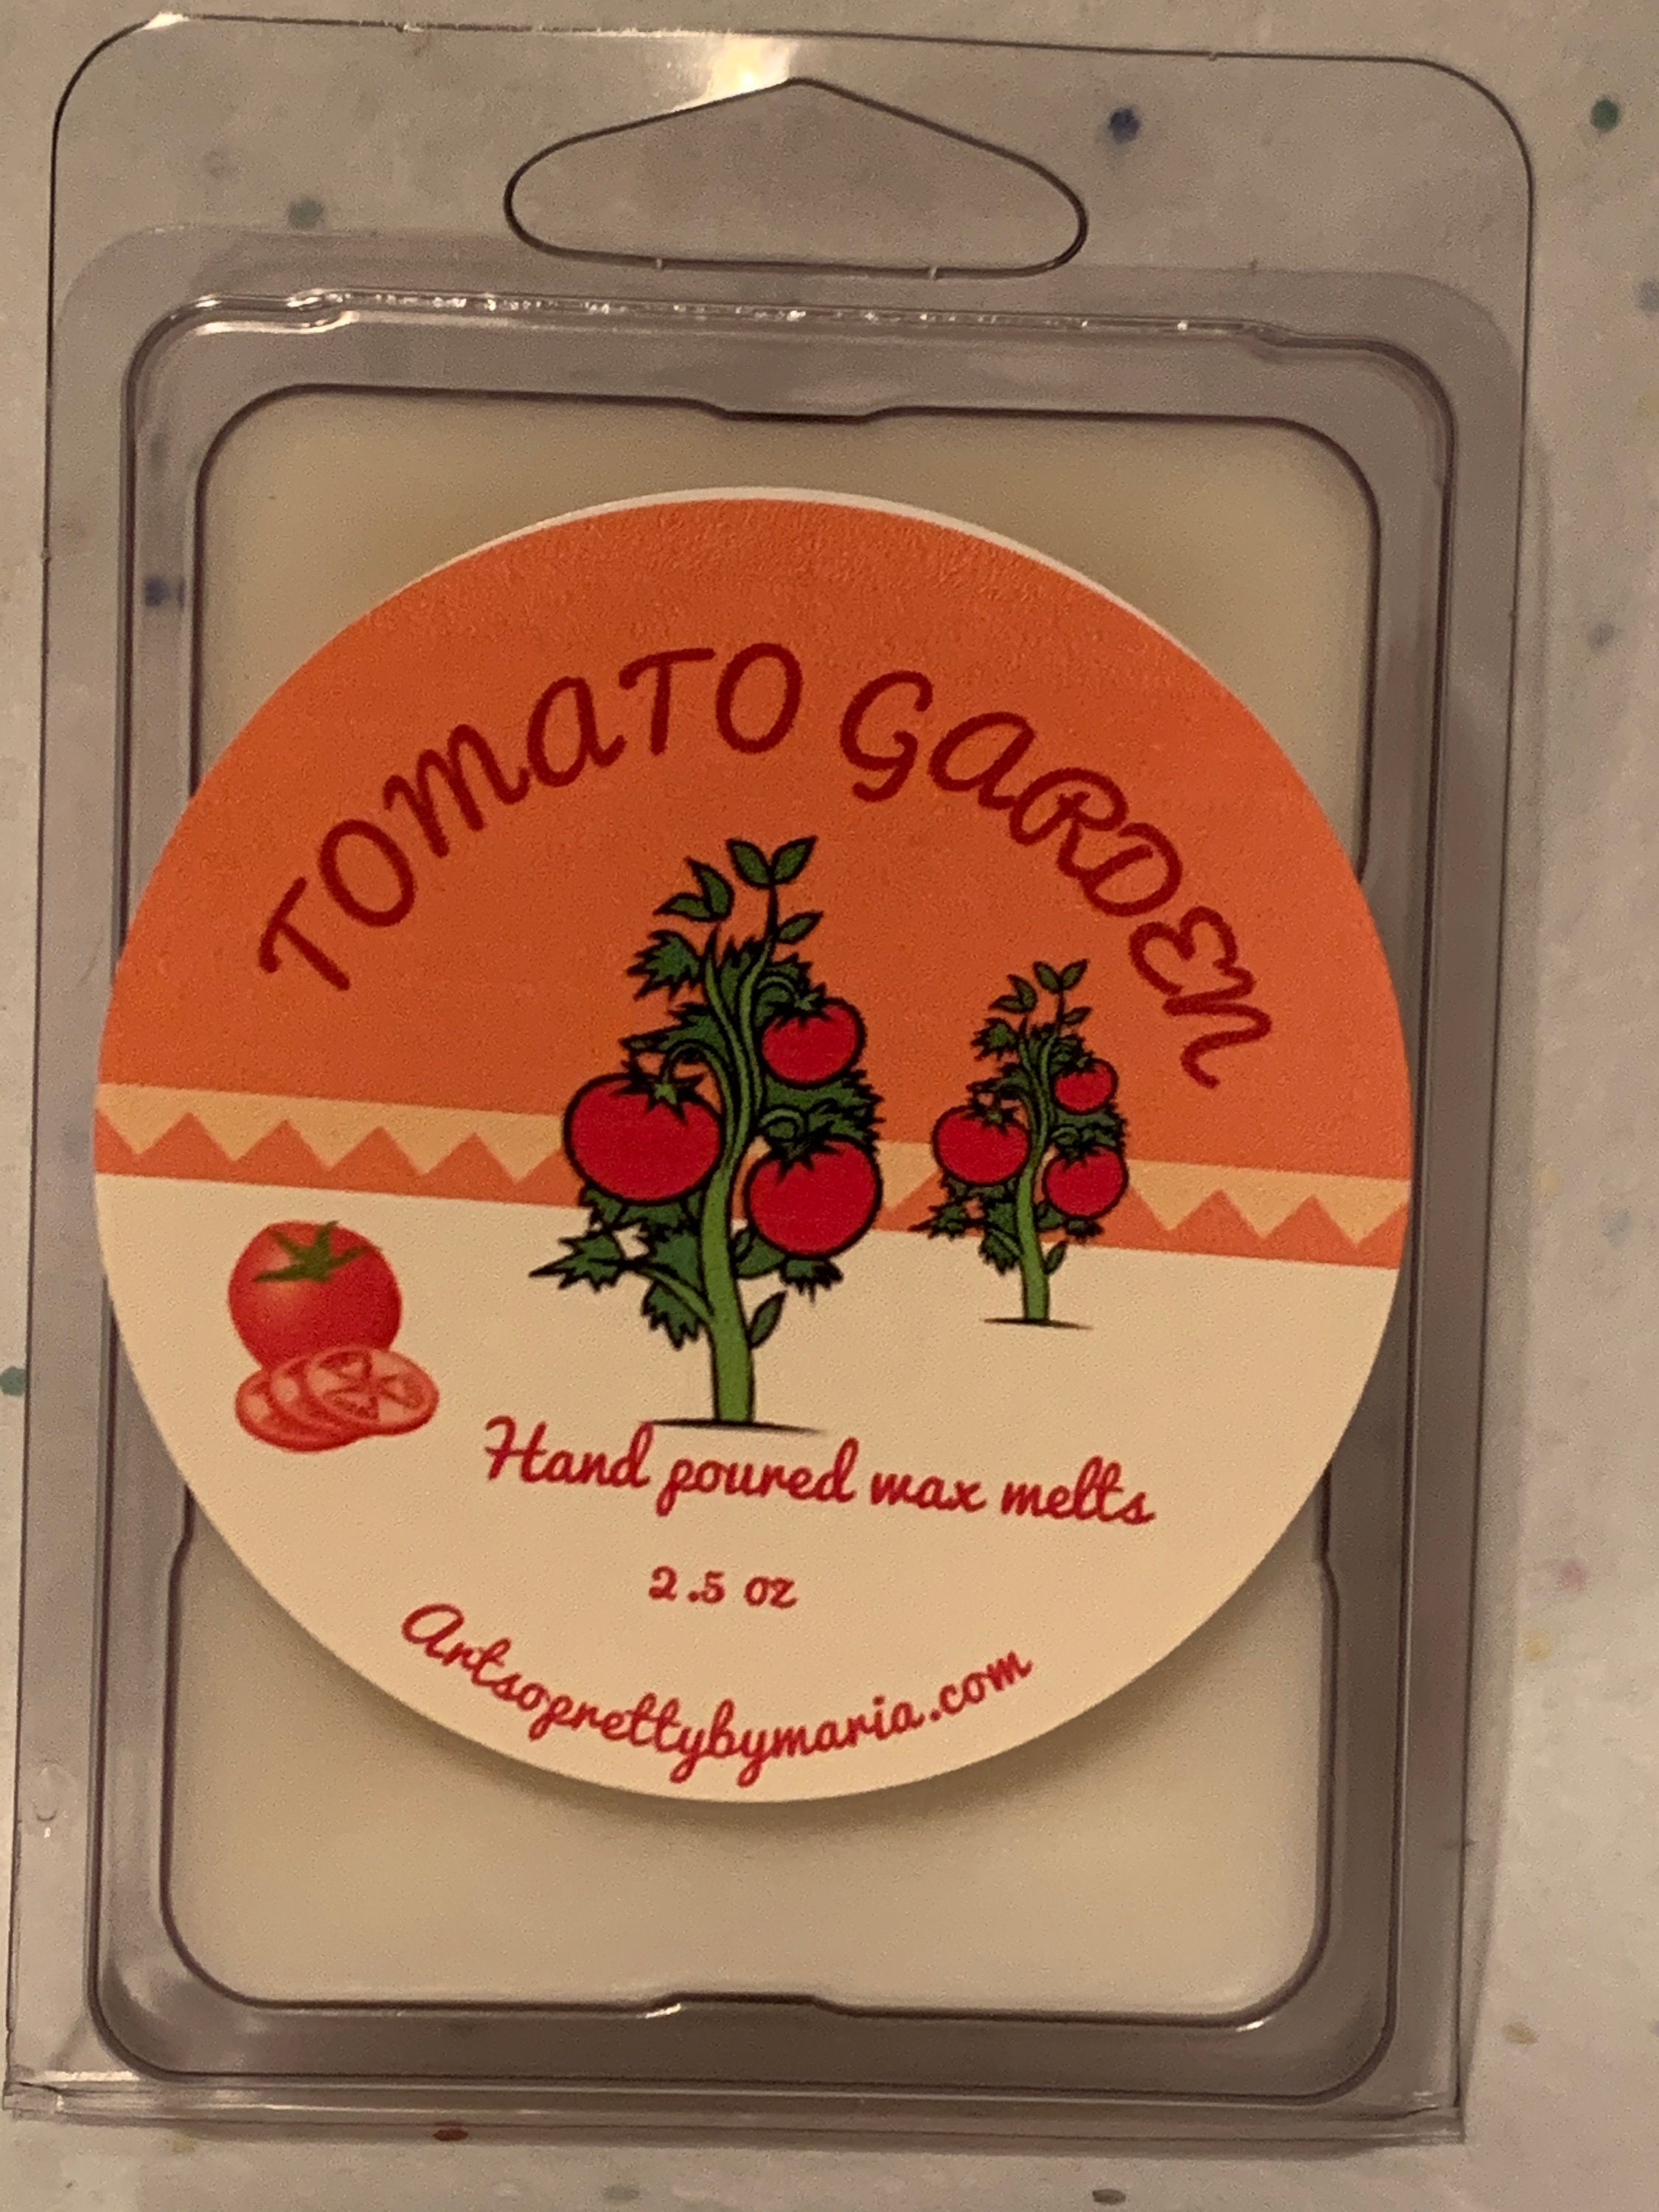 TOMATO GARDEN
Hand poured wax melts
2.5 oz
Artsoprettybymaria.com